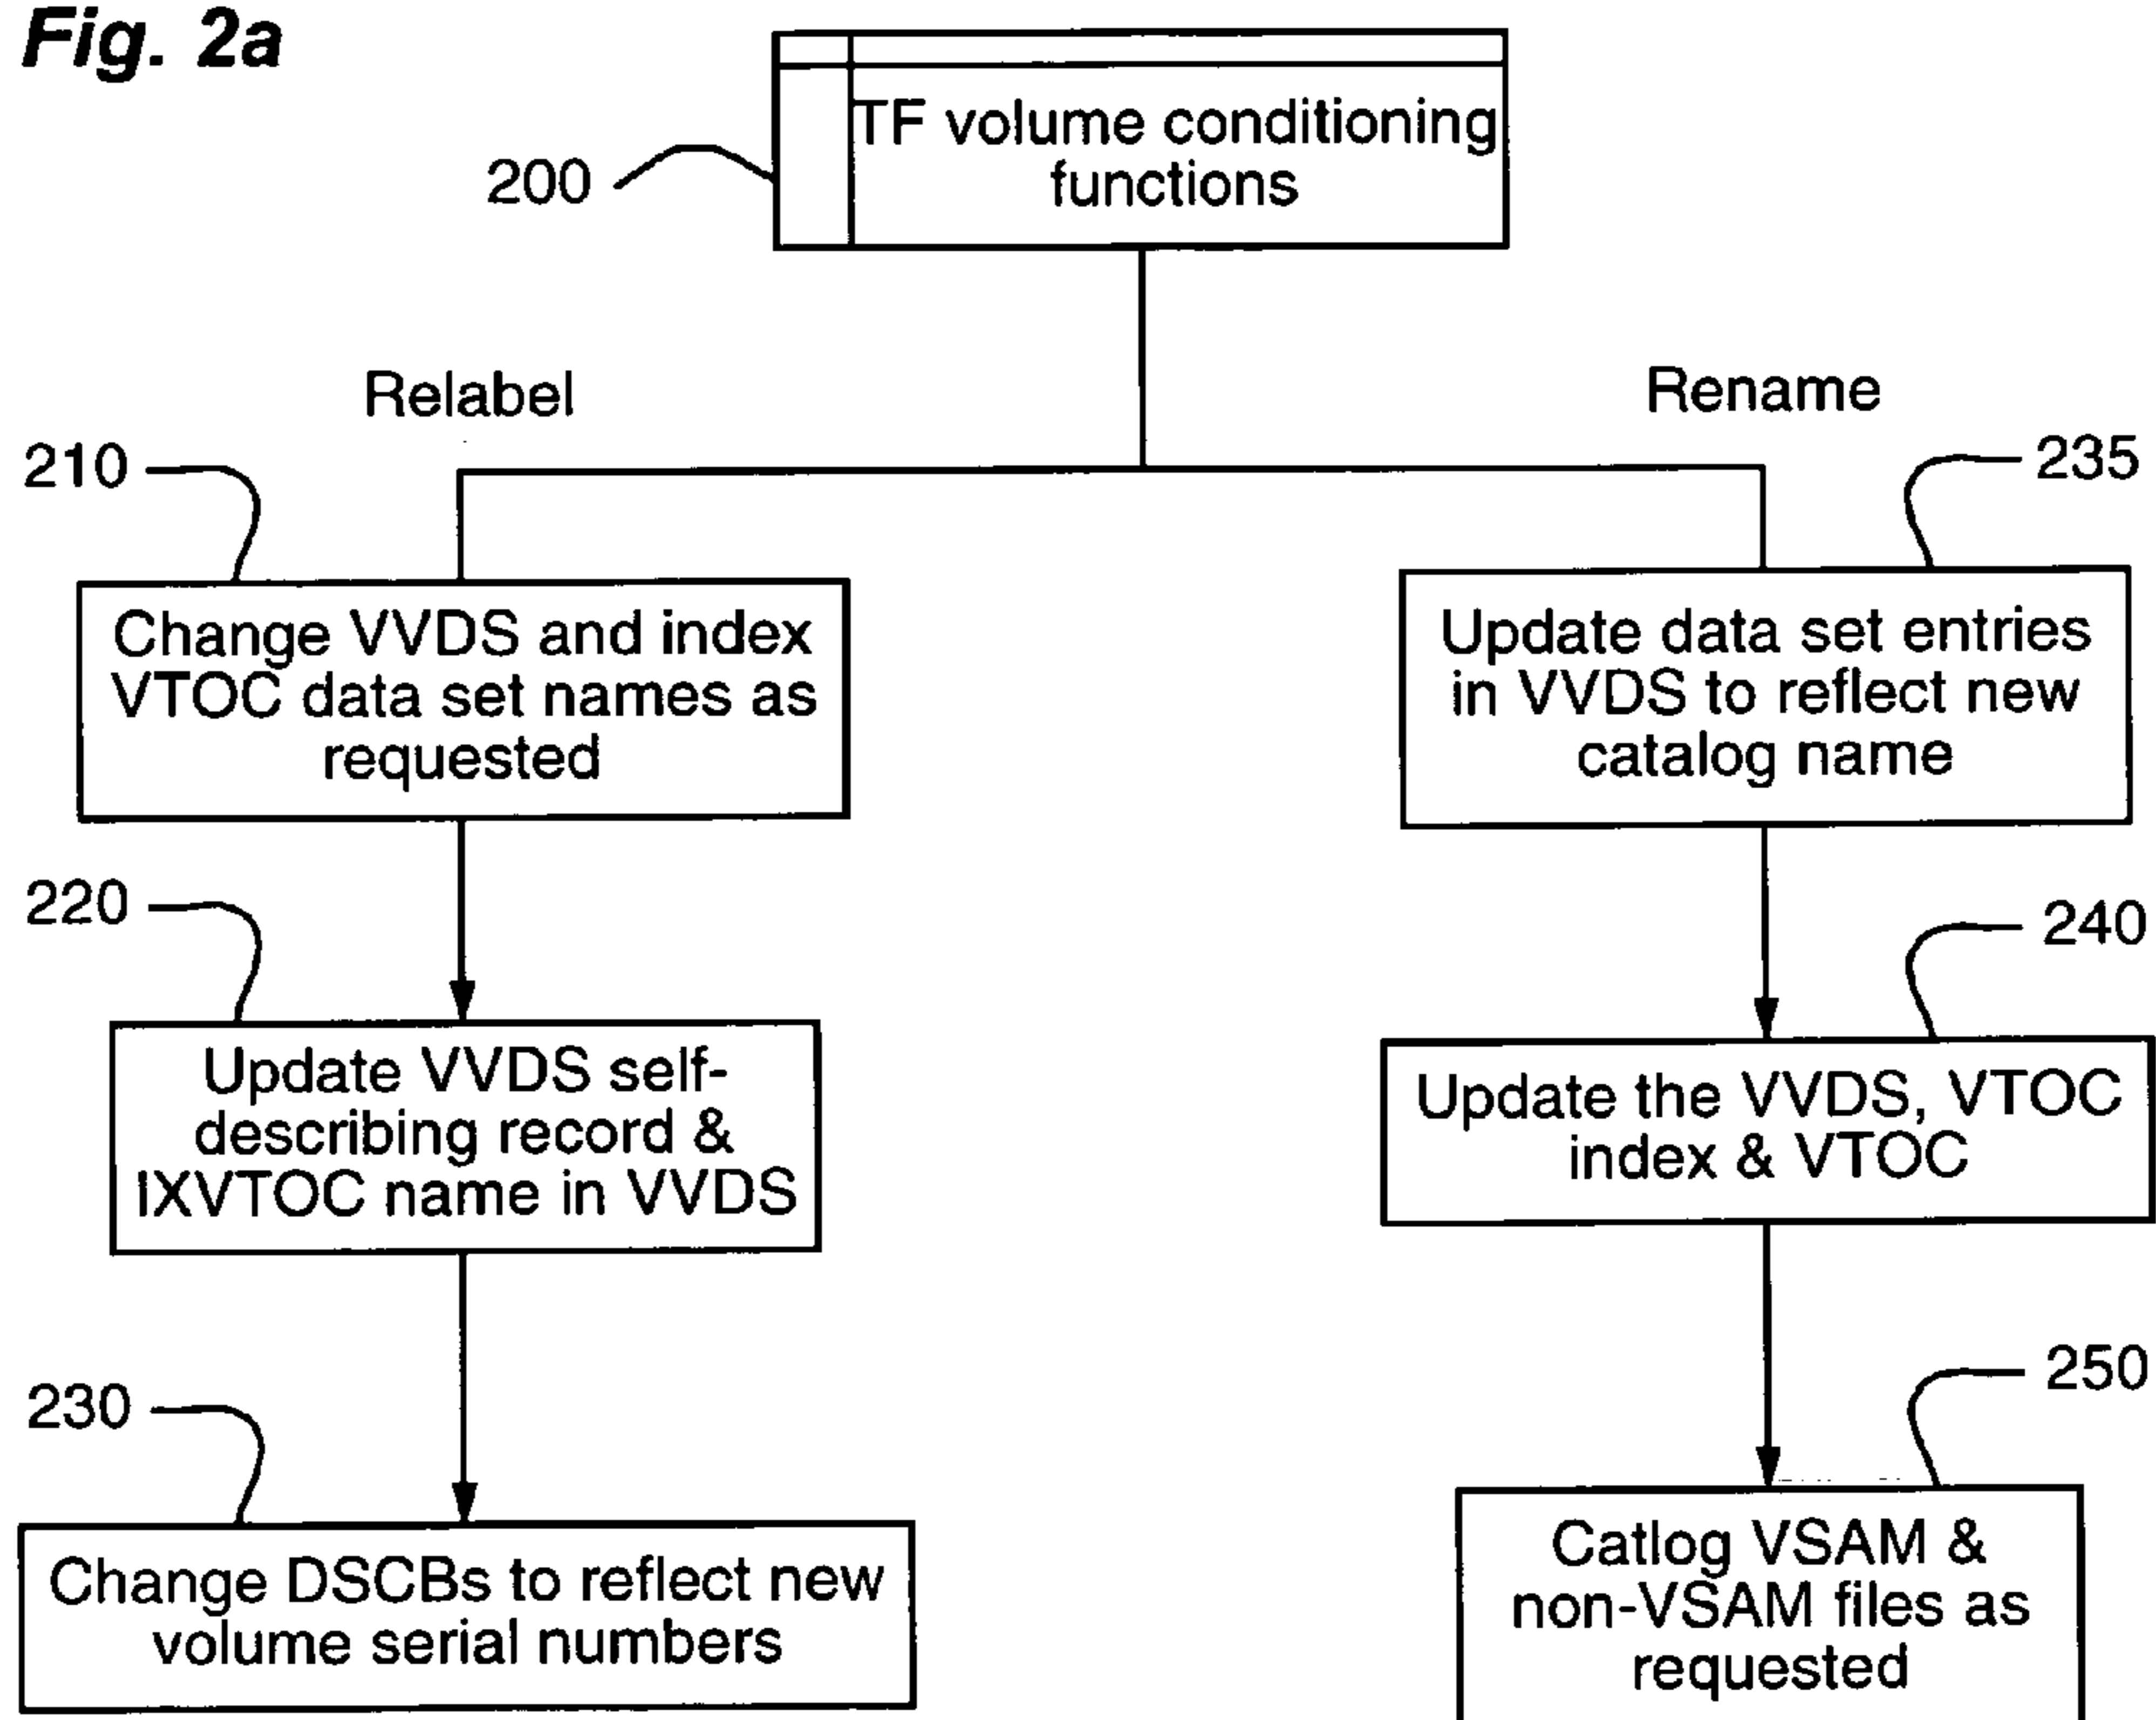 Fig. 2a
TF volume conditioning
functions
200
Relabel
Rename
210
235
Change VVDS and index
VTOC data set names as
requested
Update data set entries
in VVDS to reflect new
catalog name
220
240
Update VVDS self-
describing record &
IXVTOC name in VVDS
Update the VVDS, VTOC
index & VTOC
230
250
Change DSCBs to reflect new
volume serial numbers
Catlog VSAM &
non-VSAM files as
requested